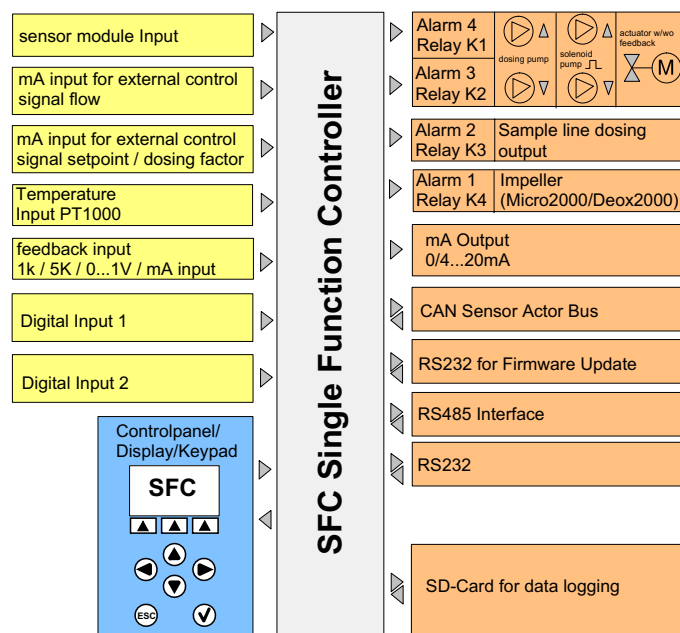 sensor module Input
mA input for external control
signal flow
mA input for external control
signal setpoint / dosing factor
Temperature
Input PT1000
feedback input
1k / 5K / 0...1V / mA input
Digital Input 1
Digital Input 2
Controlpanel/
Display/Keypad
SFC
ESC
SFC Single Function Controller
Alarm 4
Relay K1
Alarm 3
Relay K2
dosing pump
solenoid
pump
actuator w/wo
feedback
M
Alarm 2
Relay K3
Sample line dosing
output
Alarm 1
Relay K4
Impeller
(Micro2000/Deox2000)
mA Output
0/4...20mA
CAN Sensor Actor Bus
RS232 for Firmware Update
RS485 Interface
RS232
SD-Card for data logging